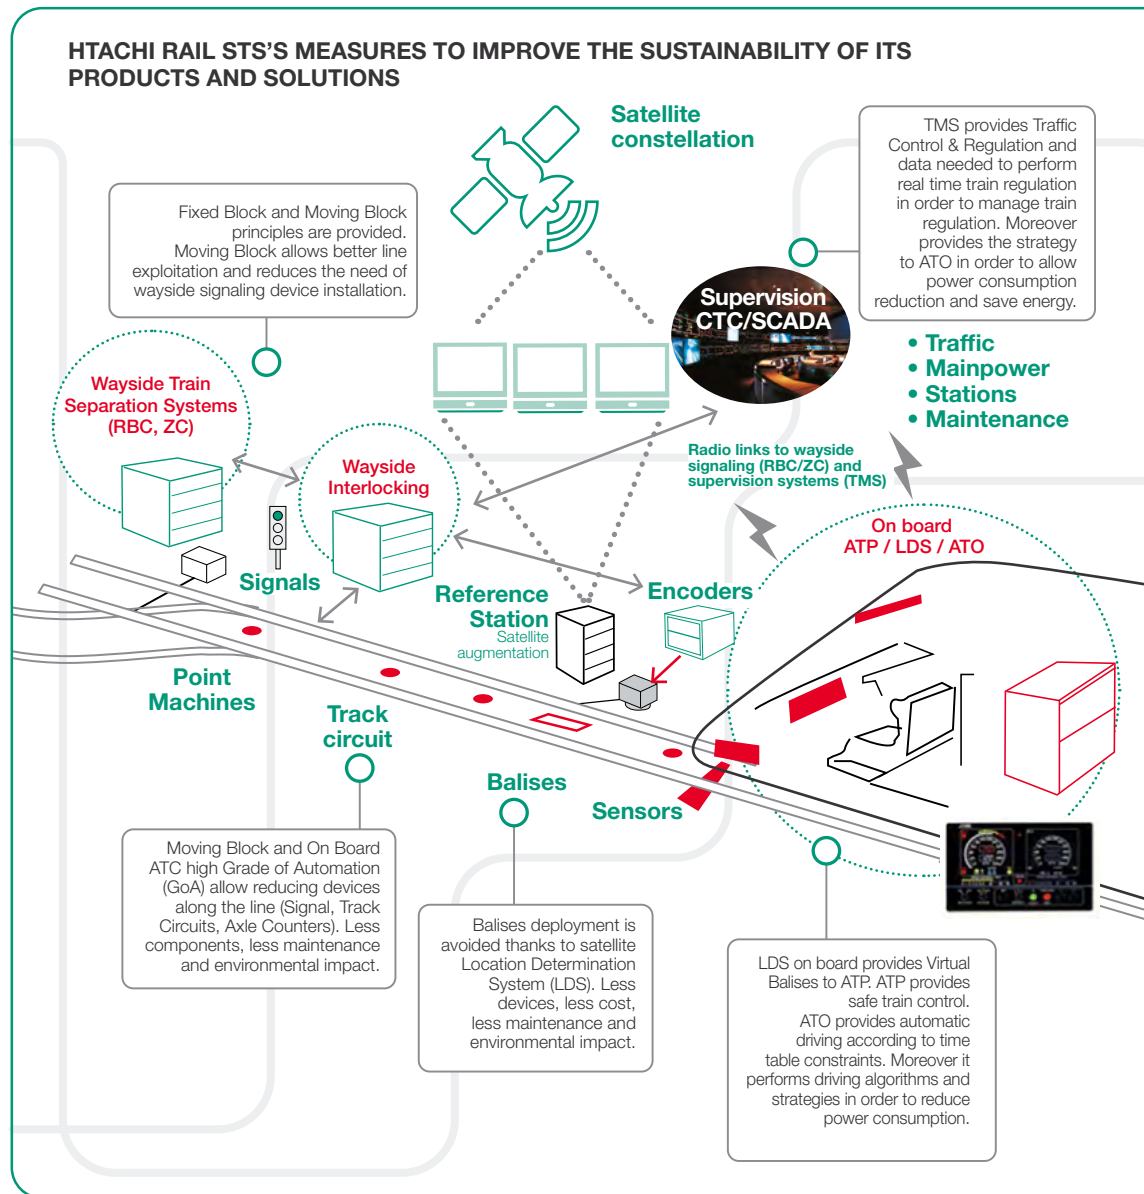 HTACHI RAIL STS'S MEASURES TO IMPROVE THE SUSTAINABILITY OF ITS
PRODUCTS AND SOLUTIONS
Satellite
constellation
TMS provides Traffic
Control & Regulation and
data needed to perform
real time train regulation
in order to manage train
regulation. Moreover
provides the strategy
to ATO in order to allow
power consumption
reduction and save energy.
Fixed Block and Moving Block
principles are provided.
Moving Block allows better line
exploitation and reduces the need of
wayside signaling device installation.
Supervision
CTC/SCADA
• Traffic
• Mainpower
• Stations
• Maintenance
Wayside Train
Separation Systems
(RBC, ZC)
Wayside
Interlocking
Radio links to wayside
signaling (RBC/ZC) and
supervision systems (TMS)
On board
ATP / LDS / ATO
Signals
Reference
Station
Satellite
augmentation
Encoders
Point
Machines
Track
circuit
Balises
Sensors
Moving Block and On Board
ATC high Grade of Automation
(GoA) allow reducing devices
along the line (Signal, Track
Circuits, Axle Counters). Less
components, less maintenance
and environmental impact.
Balises deployment is
avoided thanks to satellite
Location Determination
System (LDS). Less
devices, less cost,
less maintenance and
environmental impact.
LDS on board provides Virtual
Balises to ATP. ATP provides
safe train control.
ATO provides automatic
driving according to time
table constraints. Moreover it
performs driving algorithms and
strategies in order to reduce
power consumption.